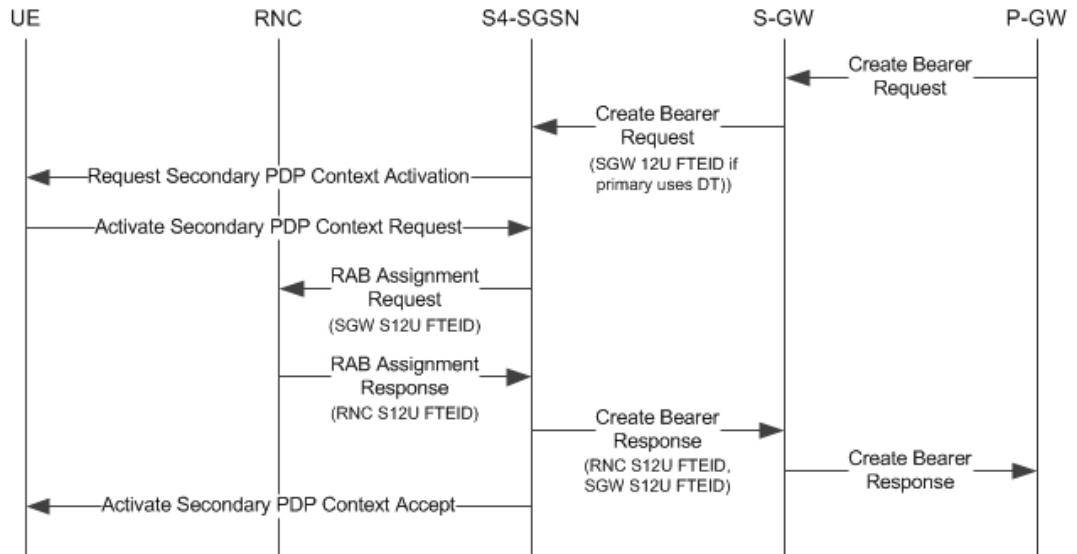 UE RNC S4-SGSN S-GW P-GW
Create Bearer
Request
Create Bearer
Request
(SGW 12U FTEID if
primary uses DT))
Request Secondary PDP Context Activation
Activate Secondary PDP Context Request
RAB Assignment
Request
(SGW S12U FTEID)
RAB Assignment
Response
(RNC S12U FTEID)
Create Bearer
Response
(RNC S12U FTEID,
SGW S12U FTEID)
Create Bearer
Response
Activate Secondary PDP Context Accept